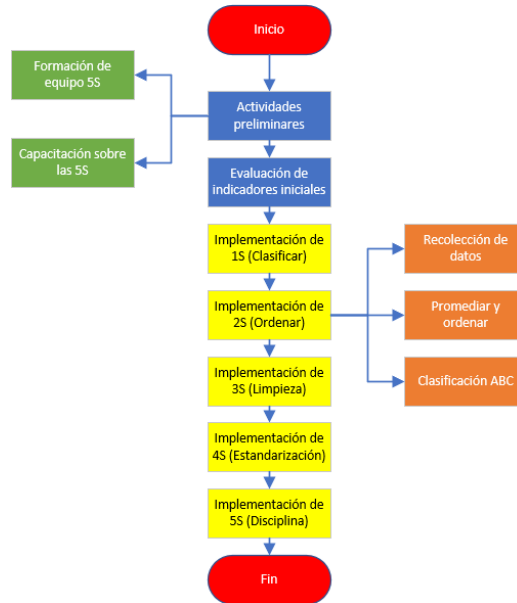 Inicio
Formación de
equipo 5S
Actividades
preliminares
Capacitación sobre
las 5S
Evaluación de
indicadores iniciales
Implementación de
1S (Clasificar)
Recolección de
datos
Implementación de
2S (Ordenar)
Promediar y
ordenar
Implementación de
3S (Limpieza)
Clasificación ABC
Implementación de
4S (Estandarización)
Implementación de
5S (Disciplina)
Fin